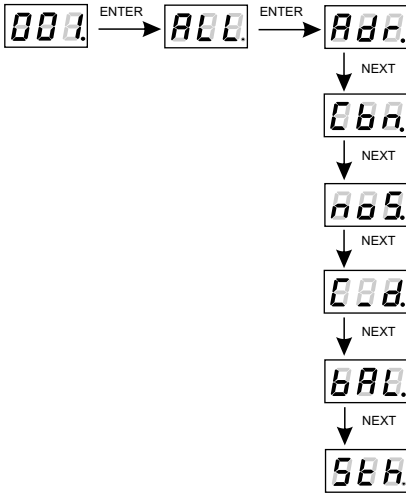 001. ENTER ALL. ENTER Adr.
NEXT
Cbn.
NEXT
noS.
NEXT
C_d.
NEXT
bAL.
NEXT
Sth.